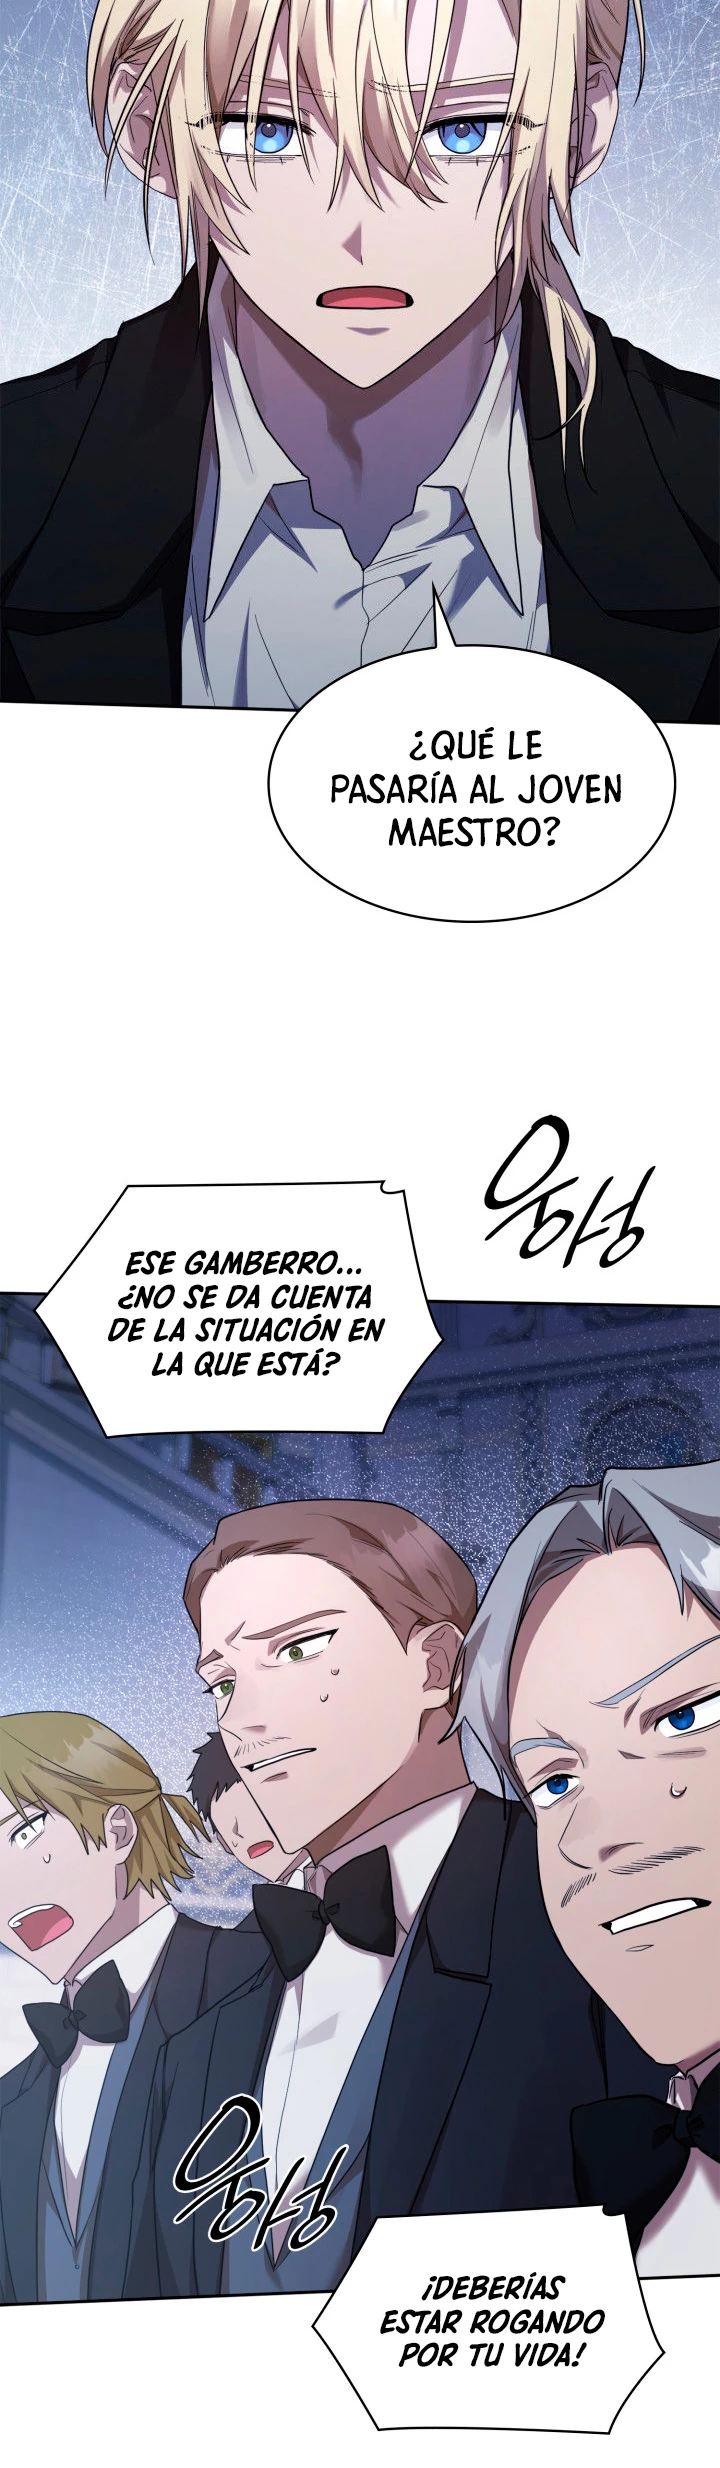 ¿QUÉ LE
PASARÍA AL JOVEN
MAESTRO?
웅성
ESE GAMBERRO...
¿NO SE DA CUENTA
DE LA SITUACIÓN EN
LA QUE ESTÁ?
웅성
¡DEBERÍAS
ESTAR ROGANDO
POR TU VIDA!